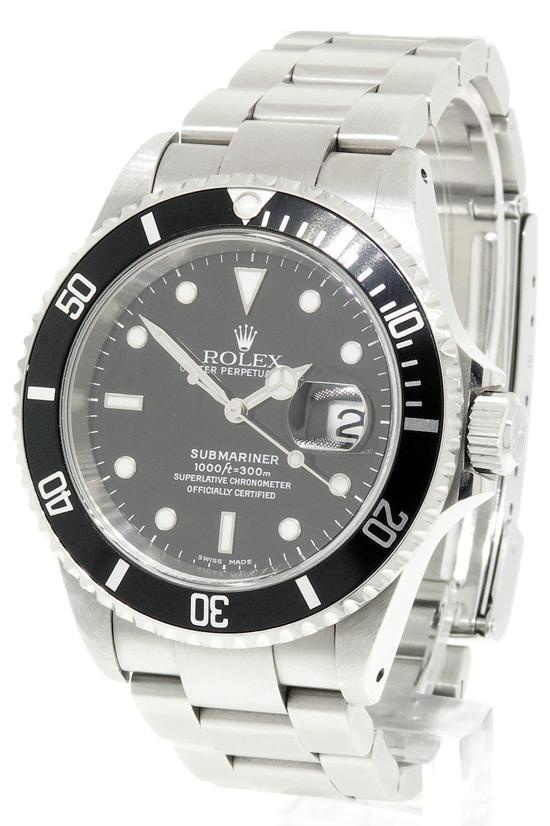 10
20
30
40
50
ROLEX
OYSTER PERPETUAL
2
SUBMARINER
1000ft=300m
SUPERLATIVE CHRONOMETER
OFFICIALLY CERTIFIED
SWISS MADE